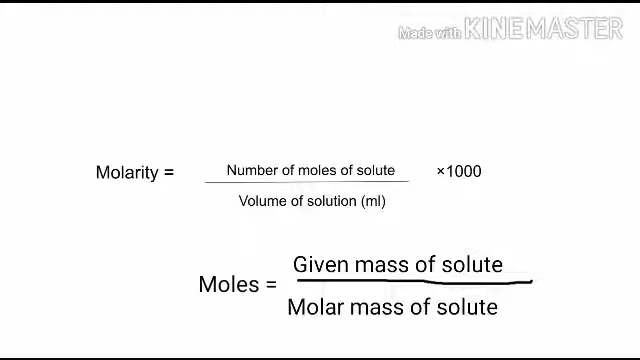 Made with KINEMASTER
Molarity = Number of moles of solute ×1000
Volume of solution (ml)
Given mass of solute
Moles =
Molar mass of solute